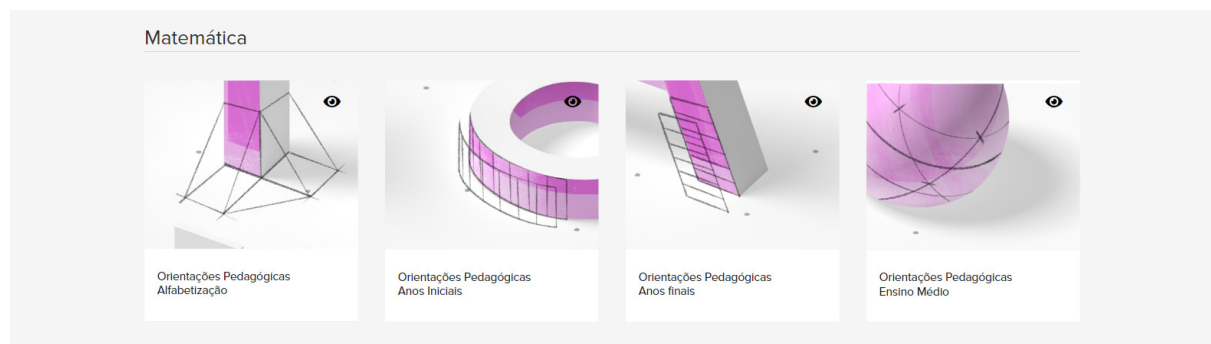 Matemática
Orientações Pedagógicas
Alfabetização
Orientações Pedagógicas
Anos Iniciais
Orientações Pedagógicas
Anos finais
Orientações Pedagógicas
Ensino Médio